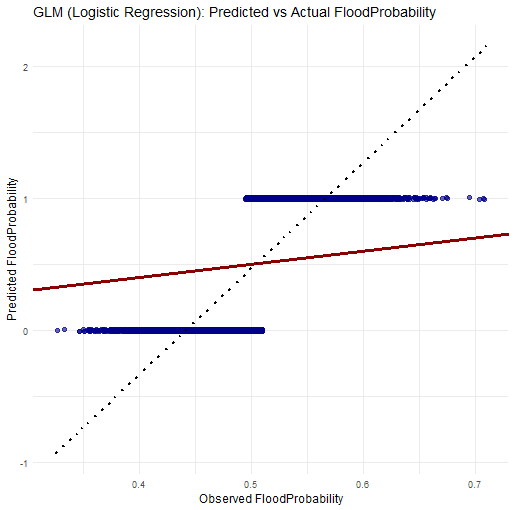 GLM (Logistic Regression): Predicted vs Actual FloodProbability
Predicted FloodProbability
2
1
0
-1
0.4
0.5
0.6
0.7
Observed FloodProbability